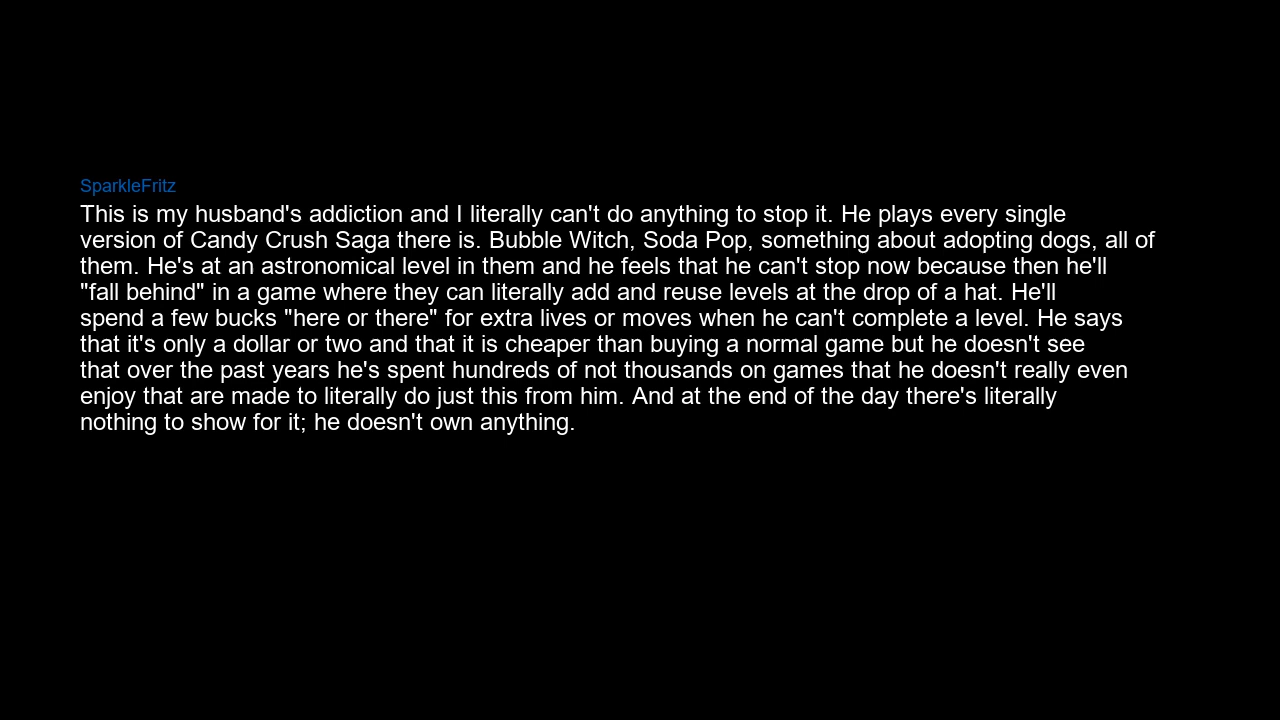 SparkleFritz
This is my husband's addiction and I literally can't do anything to stop it. He plays every single
version of Candy Crush Saga there is. Bubble Witch, Soda Pop, something about adopting dogs, all of
them. He's at an astronomical level in them and he feels that he can't stop now because then he'll
"fall behind" in a game where they can literally add and reuse levels at the drop of a hat. He'll
spend a few bucks "here or there" for extra lives or moves when he can't complete a level. He says
that it's only a dollar or two and that it is cheaper than buying a normal game but he doesn't see
that over the past years he's spent hundreds of not thousands on games that he doesn't really even
enjoy that are made to literally do just this from him. And at the end of the day there's literally
nothing to show for it; he doesn't own anything.